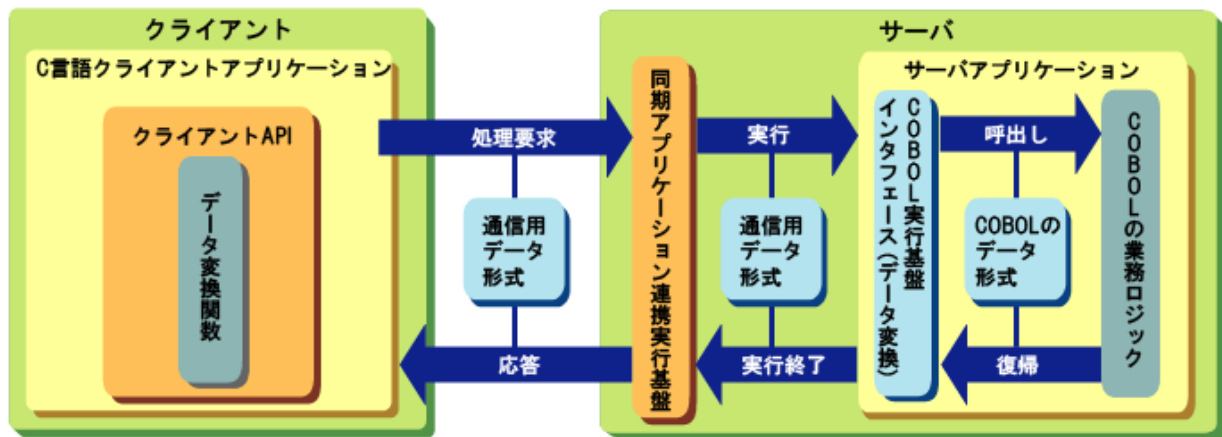 クライアント
C言語クライアントアプリケーション
クライアントAPI
データ変換関数
処理要求
通信用
データ
形式
応答
サーバ
同期アプリケーション連携実行基盤
実行
通信用
データ
形式
実行終了
サーバアプリケーション
COBOL実行基盤
インタフェース(データ変換)
呼出し
COBOLの
データ
形式
復帰
COBOLの業務ロジック